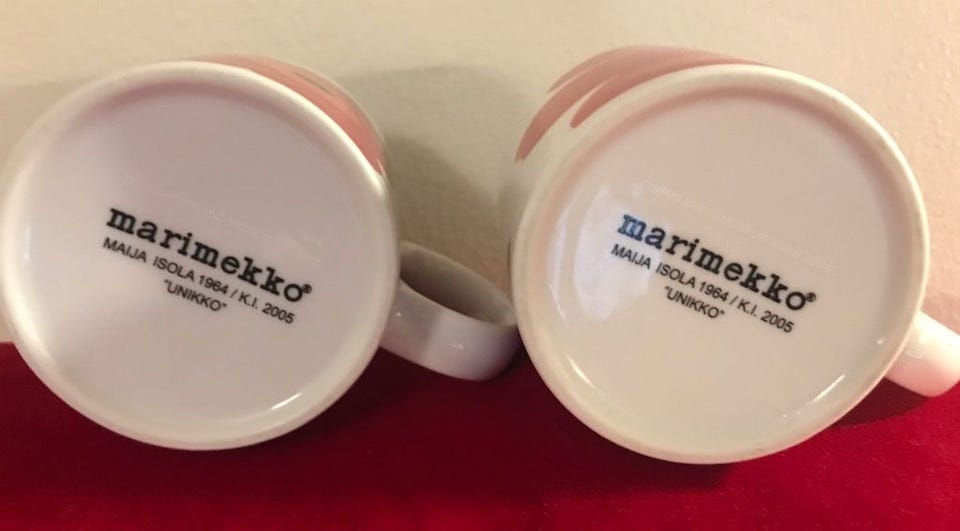 marimekko®
MAIJA ISOLA 1964 / K.I. 2005
"UNIKKO"
marimekko®
MAIJA ISOLA 1964 / K.I. 2005
"UNIKKO"